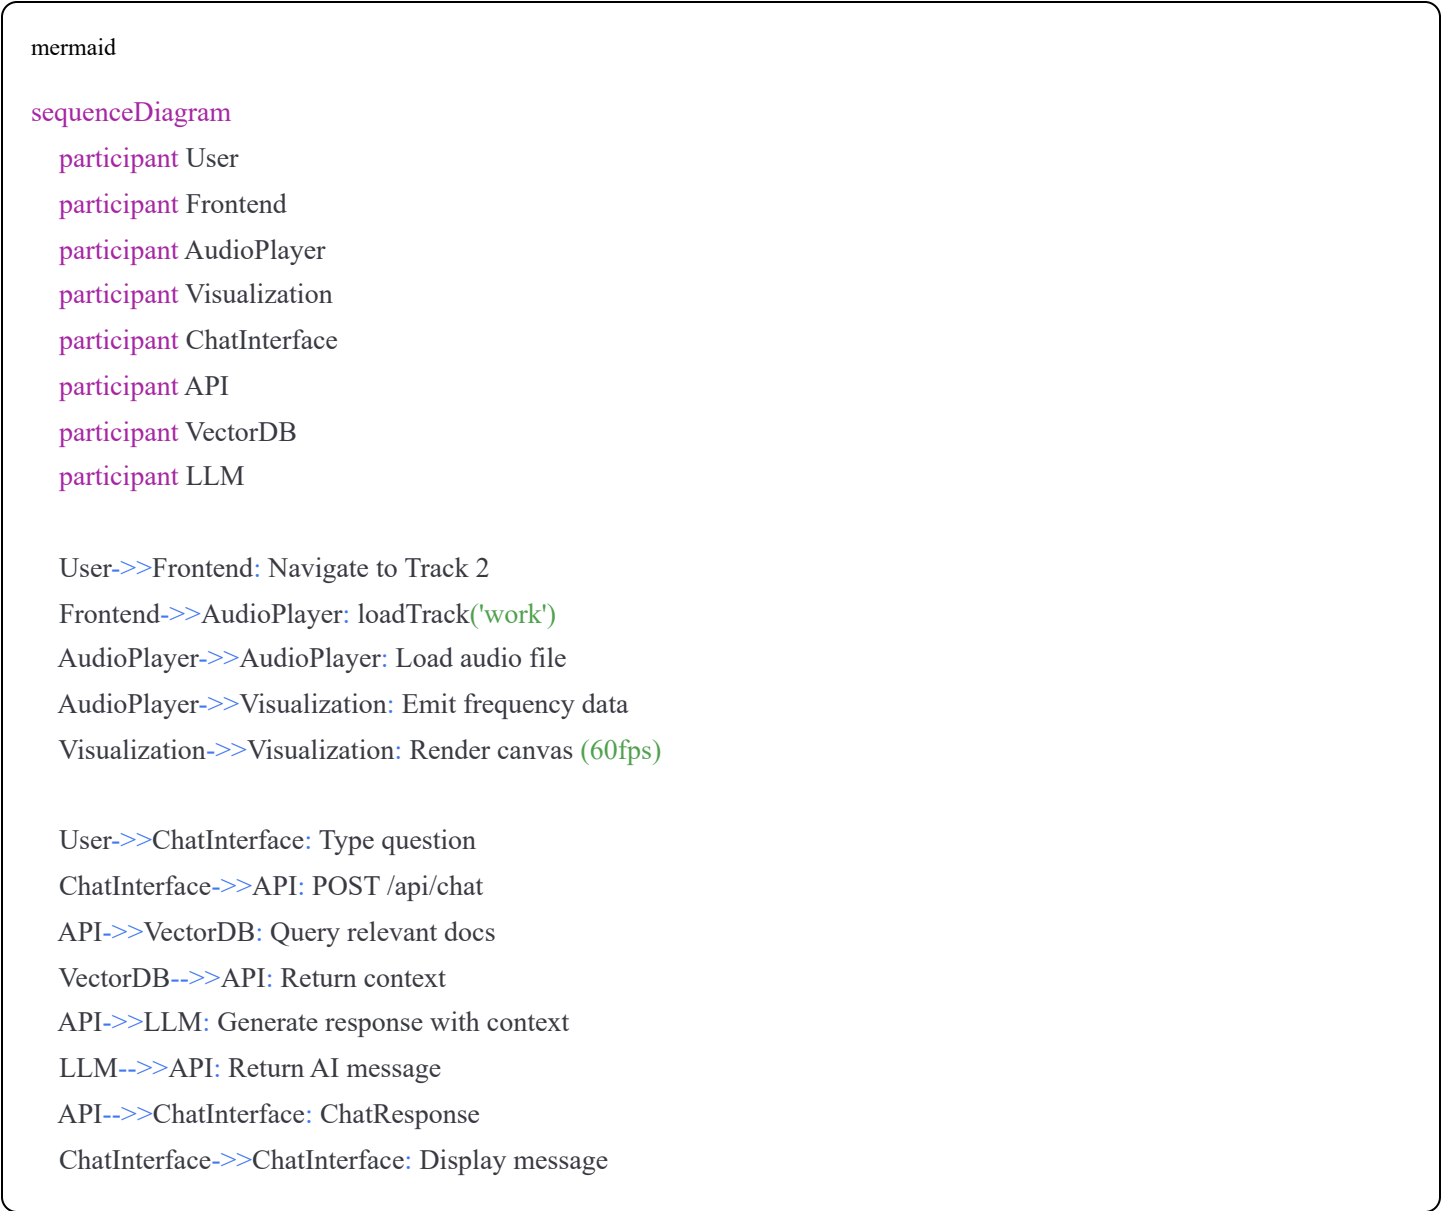 mermaid
sequenceDiagram
participant User
participant Frontend
participant AudioPlayer
participant Visualization
participant ChatInterface
participant API
participant VectorDB
participant LLM
User->>Frontend: Navigate to Track 2
Frontend->>AudioPlayer: loadTrack('work')
AudioPlayer->>AudioPlayer: Load audio file
AudioPlayer->>Visualization: Emit frequency data
Visualization->>Visualization: Render canvas (60fps)
User->>ChatInterface: Type question
ChatInterface->>API: POST /api/chat
API->>VectorDB: Query relevant docs
VectorDB-->>API: Return context
API->>LLM: Generate response with context
LLM-->>API: Return AI message
API-->>ChatInterface: ChatResponse
ChatInterface->>ChatInterface: Display message